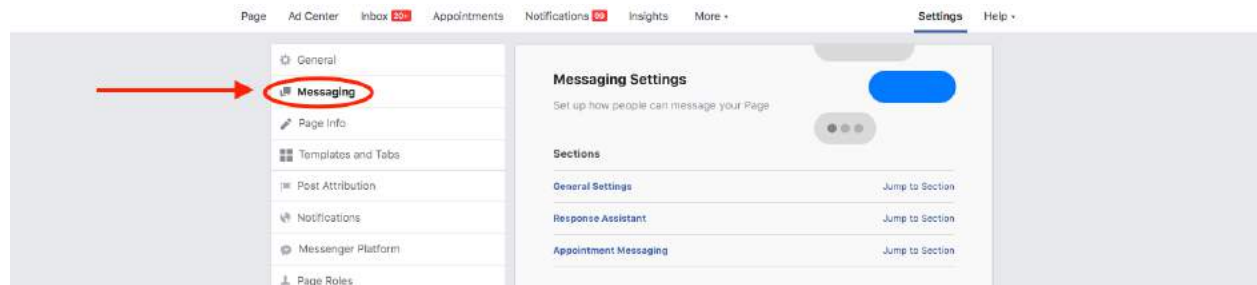 Page Ad Center Inbox 20+ Appointments Notifications 99 Insights More Settings Help
General
Messaging
Page Info
Templates and Tabs
Post Attribution
Notifications
Messenger Platform
Page Roles
Messaging Settings
Set up how people can message your Page
Sections
General Settings Jump to Section
Response Assistant Jump to Section
Appointment Messaging Jump to Section